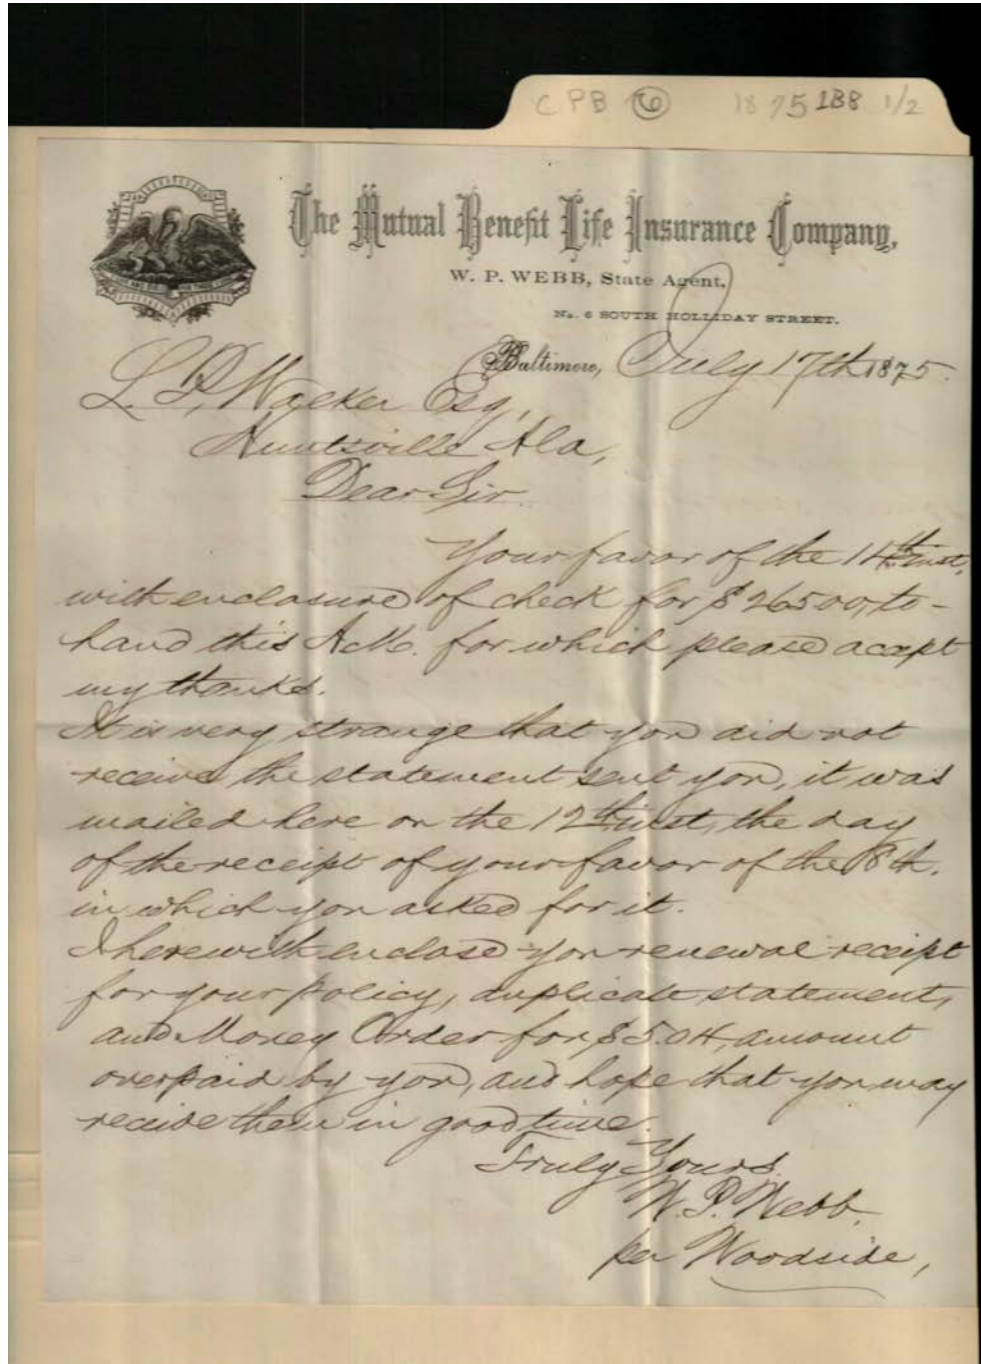 CPB 6 1875 188 1/2
The Mutual Benefit Life Insurance Company,
W. P. WEBB, State Agent,
No. 6 SOUTH HOLLIDAY STREET.
Baltimore, July 17th 1875.
L. P. Walker Esq,
Huntsville Ala,
Dear Sir.
Your favor of the 14th inst,
with enclosure of check for $265.00, to-
hand this A.M. for which please accept
my thanks.
It is very strange that you did not
receive the statement sent you, it was
mailed here on the 12th inst, the day
of the receipt of your favor of the 8th.
in which you asked for it.
I herewith enclose you renewal receipt
for your policy, duplicate statement,
and Money Order for $5.04, amount
overpaid by you, and hope that you may
receive them in good time.
Truly Yours.
W. P. Webb.
per Woodside,